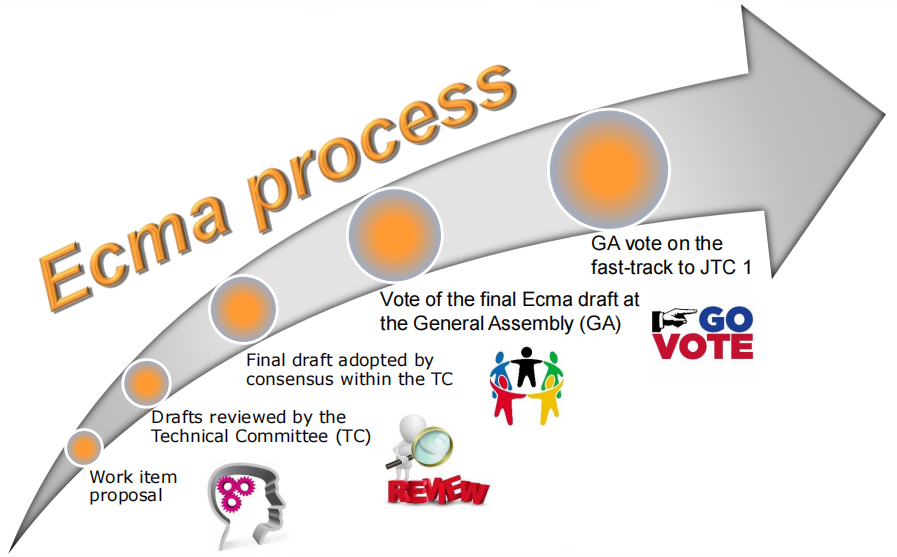 Ecma process
GA vote on the
fast-track to JTC 1
Vote of the final Ecma draft at
the General Assembly (GA)
GO
VOTE
Final draft adopted by
consensus within the TC
Drafts reviewed by the
Technical Committee (TC)
REVIEW
Work item
proposal